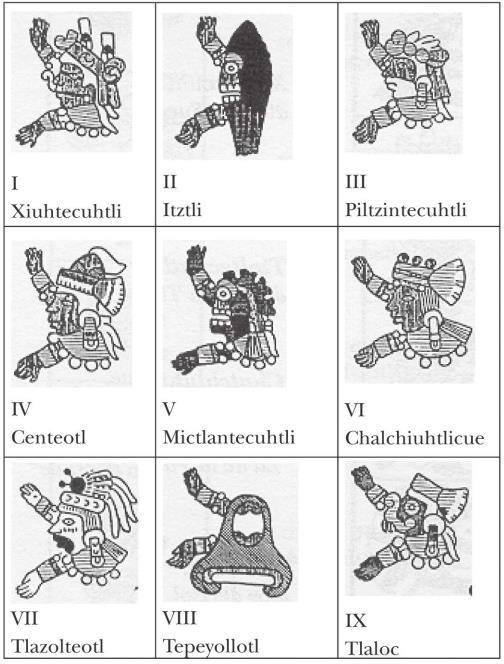 I
Xiuhtecuhtli
II
Itztli
III
Piltzintecuhtli
IV
Centeotl
V
Mictlantecuhtli
VI
Chalchiuhtlicue
VII
Tlazolteotl
VIII
Tepeyollotl
IX
Tlaloc